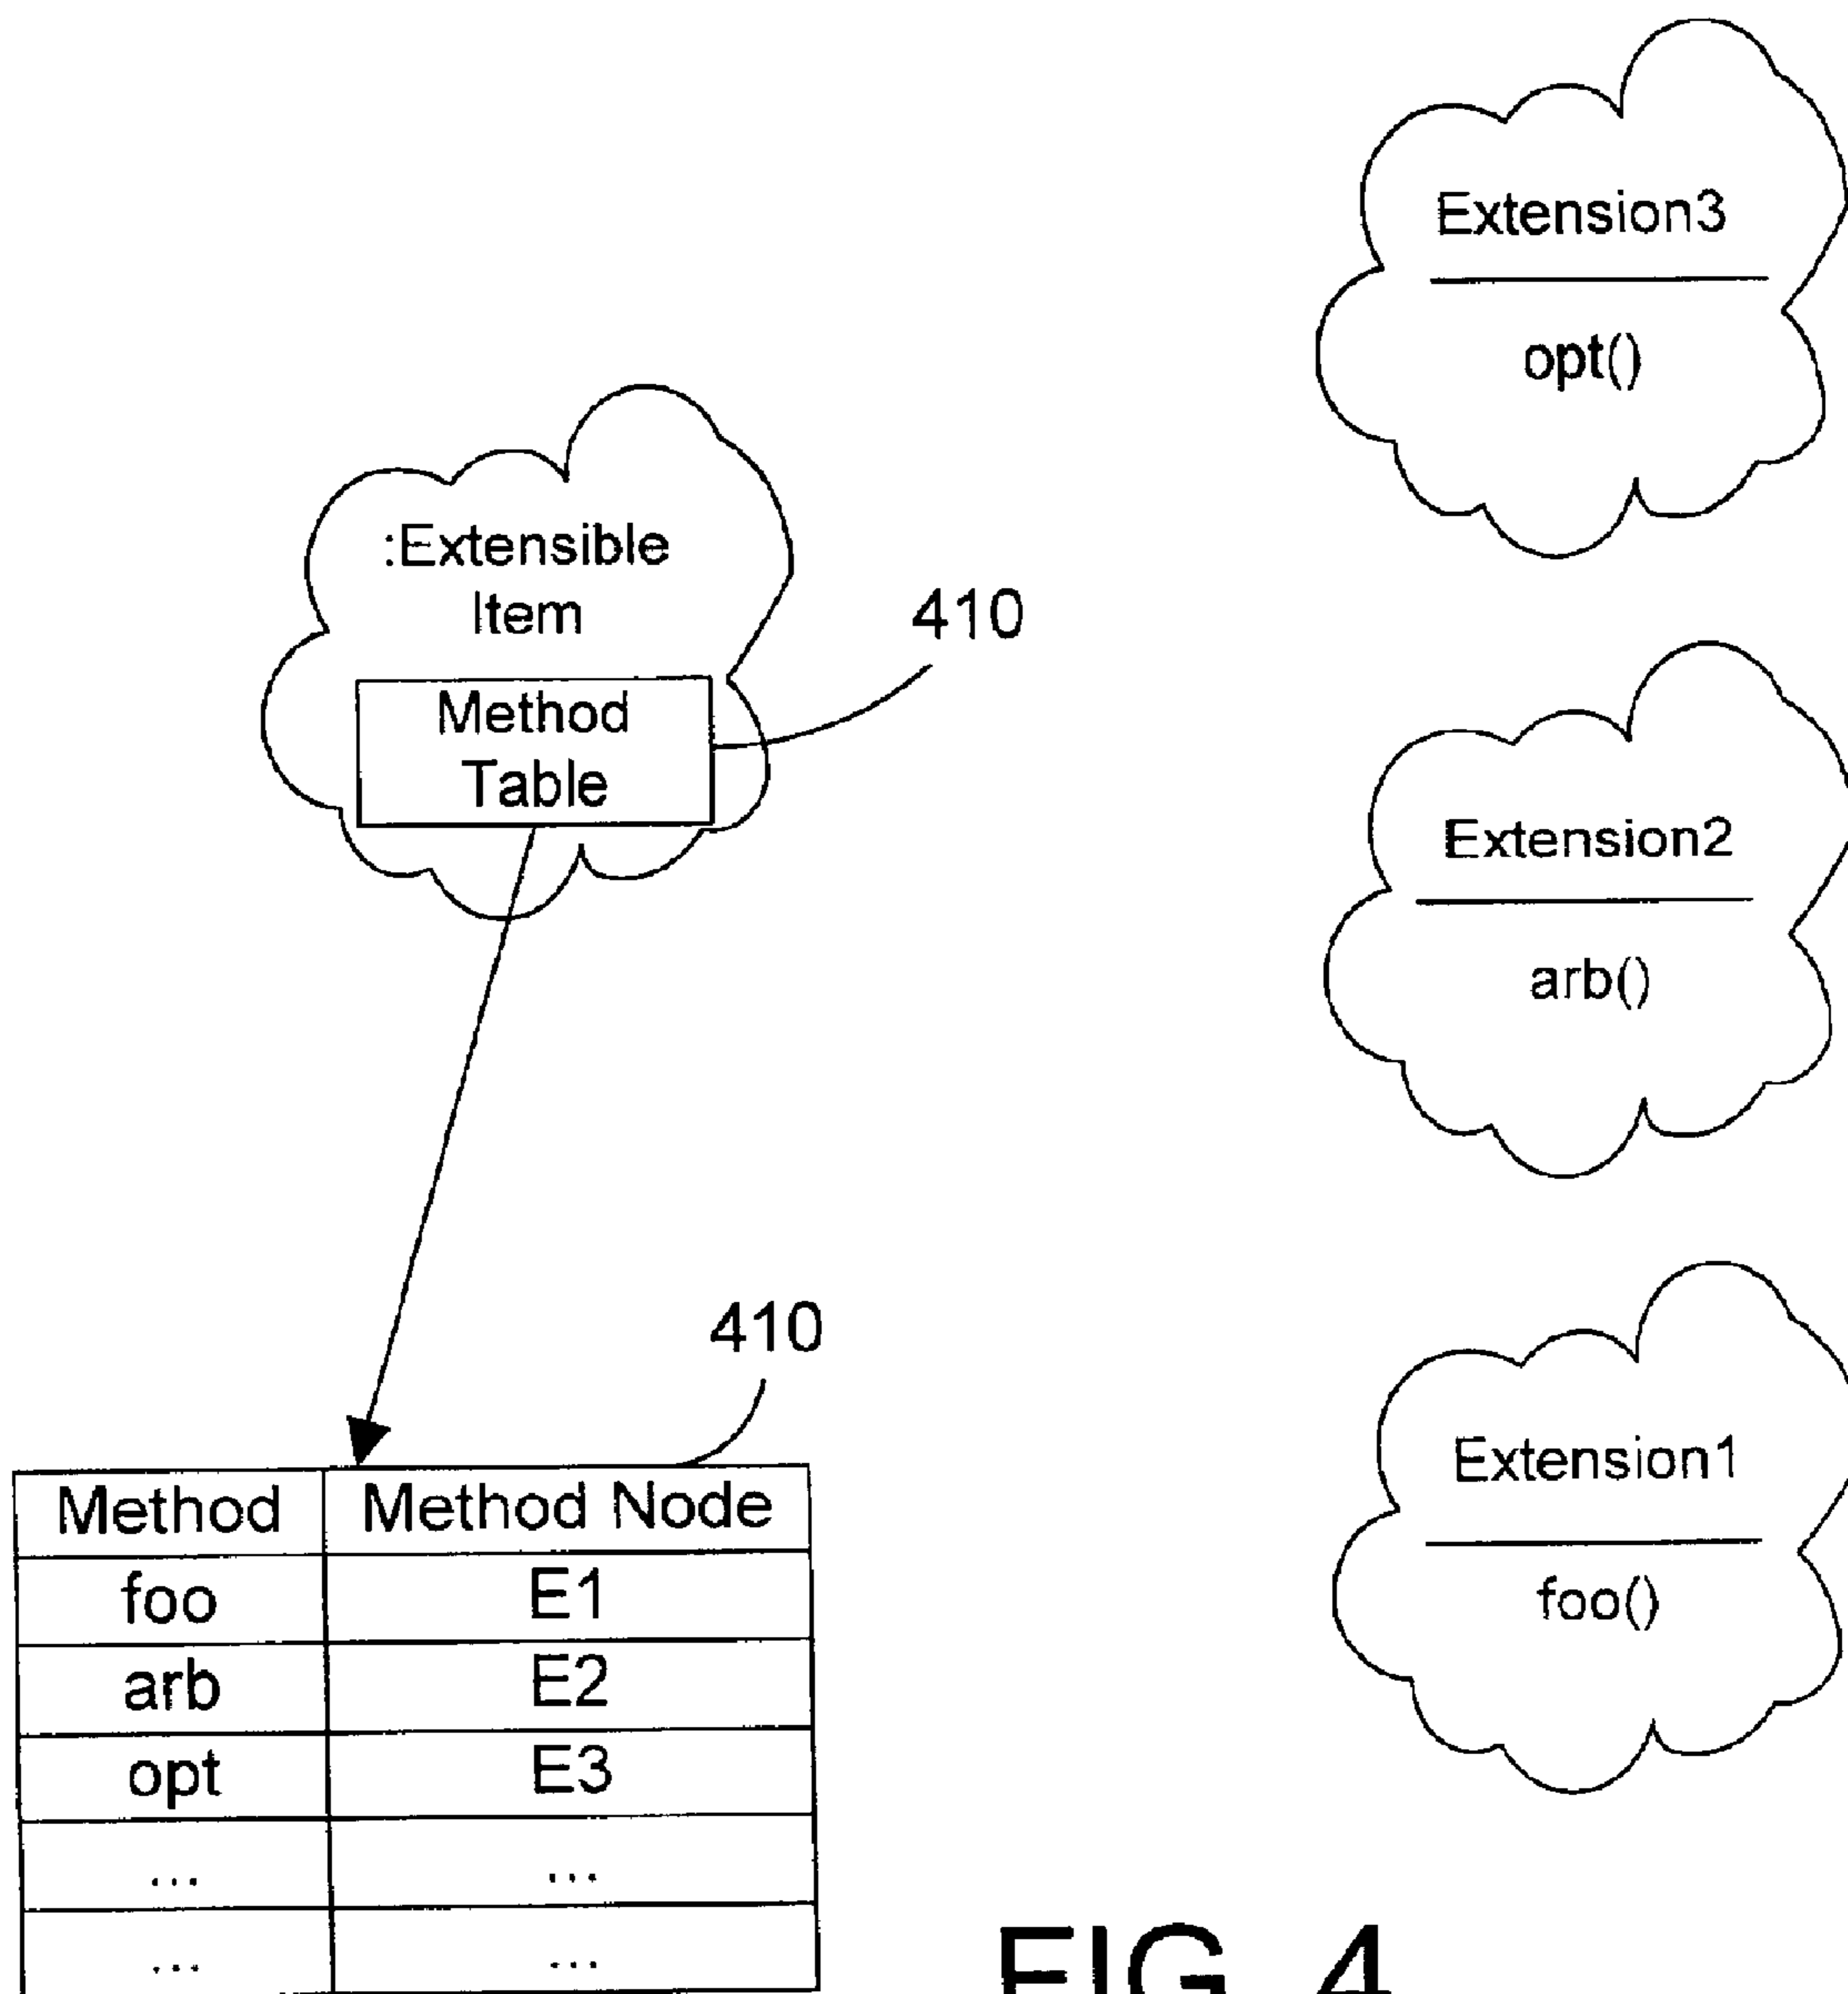 Extension3
opt()
:Extensible
Item
410
Method
Table
Extension2
arb()
410
Extension1
foo()
Method Method Node
foo E1
arb E2
opt E3
... ...
... ...
FIG. 4